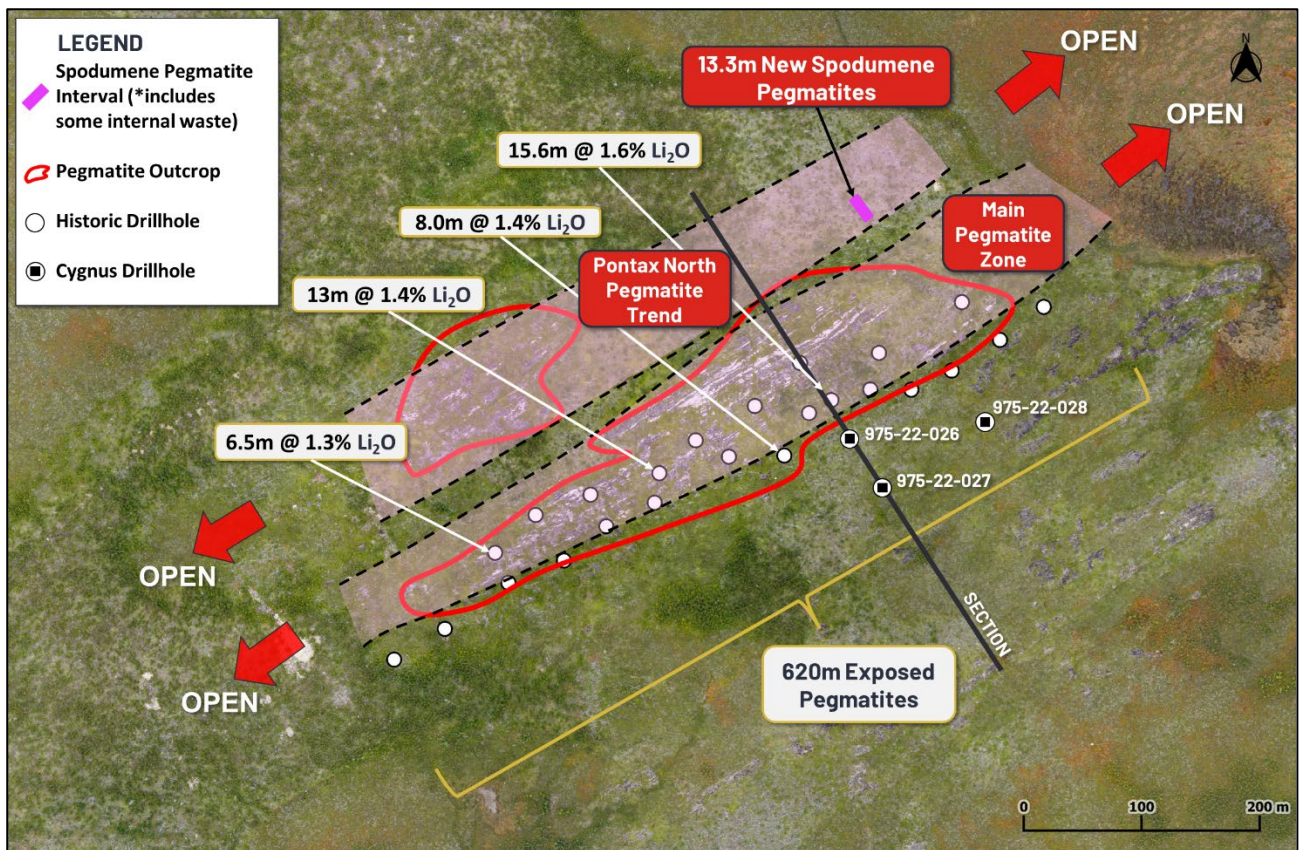 LEGEND
Spodumene Pegmatite
Interval (*includes
some internal waste)
Pegmatite Outcrop
Historic Drillhole
Cygnus Drillhole
13.3m New Spodumene
Pegmatites
OPEN
OPEN
15.6m @ 1.6% Li₂O
8.0m @ 1.4% Li₂O
Main
Pegmatite
Zone
Pontax North
Pegmatite
Trend
13m @ 1.4% Li₂O
6.5m @ 1.3% Li₂O
975-22-028
975-22-026
975-22-027
OPEN
OPEN
SECTION
620m Exposed
Pegmatites
0 100 200 m